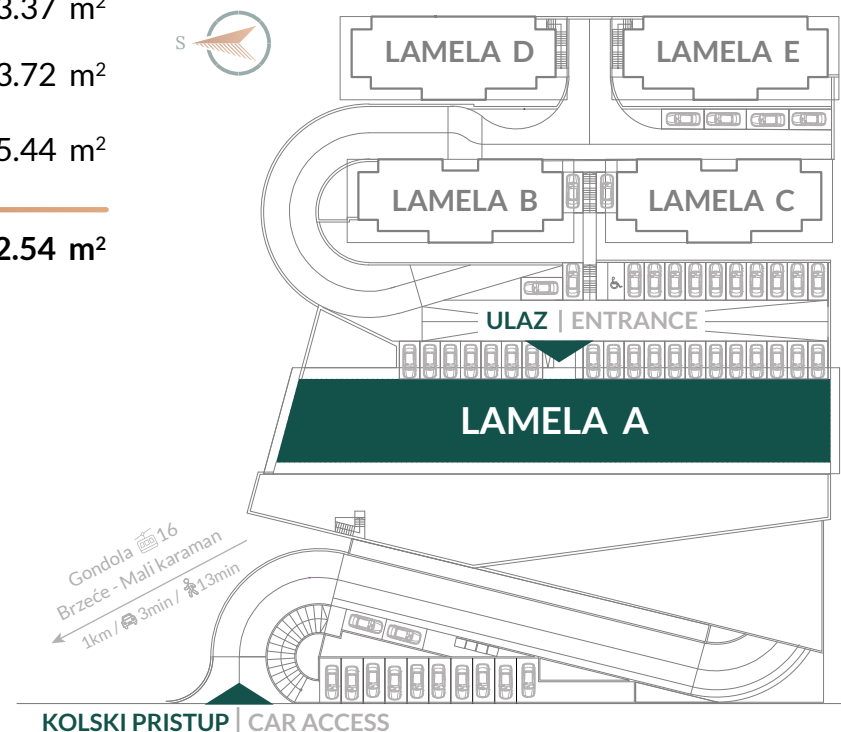 3.37 m²
3.72 m²
5.44 m²
2.54 m²
S
LAMELA D
LAMELA E
LAMELA B
LAMELA C
ULAZ | ENTRANCE
LAMELA A
Gondola 16
Brzeće - Mali karaman
1km / 3min / 13min
KOLSKI PRISTUP | CAR ACCESS